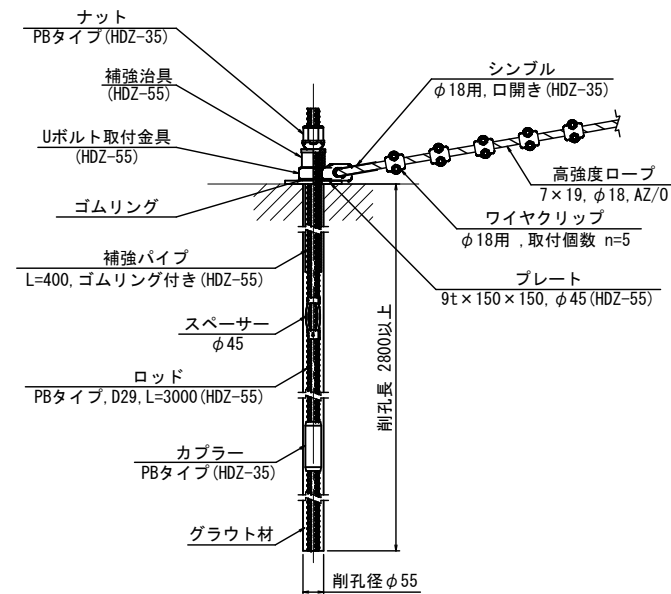 ナット
PBタイプ(HDZ-35)
補強治具
(HDZ-55)
Uボルト取付金具
(HDZ-55)
ゴムリング
補強パイプ
L=400,ゴムリング付き(HDZ-55)
スペーサー
φ45
ロッド
PBタイプ,D29,L=3000(HDZ-55)
カプラー
PBタイプ(HDZ-35)
グラウト材
シンブル
φ18用,口開き(HDZ-35)
高強度ロープ
7×19,φ18,AZ/0
ワイヤクリップ
φ18用 ,取付個数 n=5
プレート
9t×150×150,φ45(HDZ-55)
削孔長 2800以上
削孔径φ55